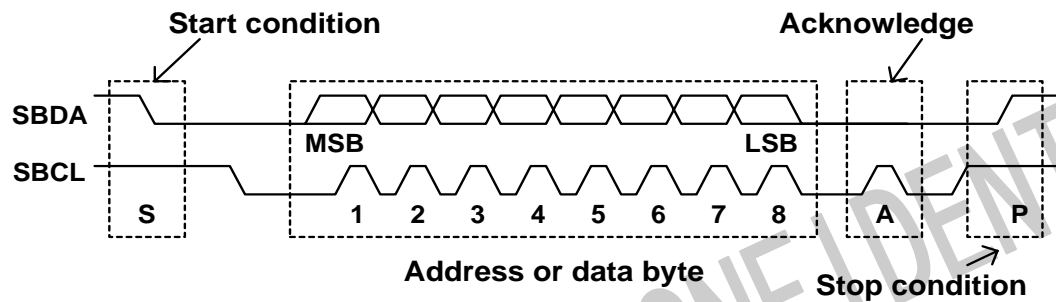 Start condition
Acknowledge
SBDA
MSB
LSB
SBCL
S
1 2 3 4 5 6 7 8
A
P
Address or data byte
Stop condition